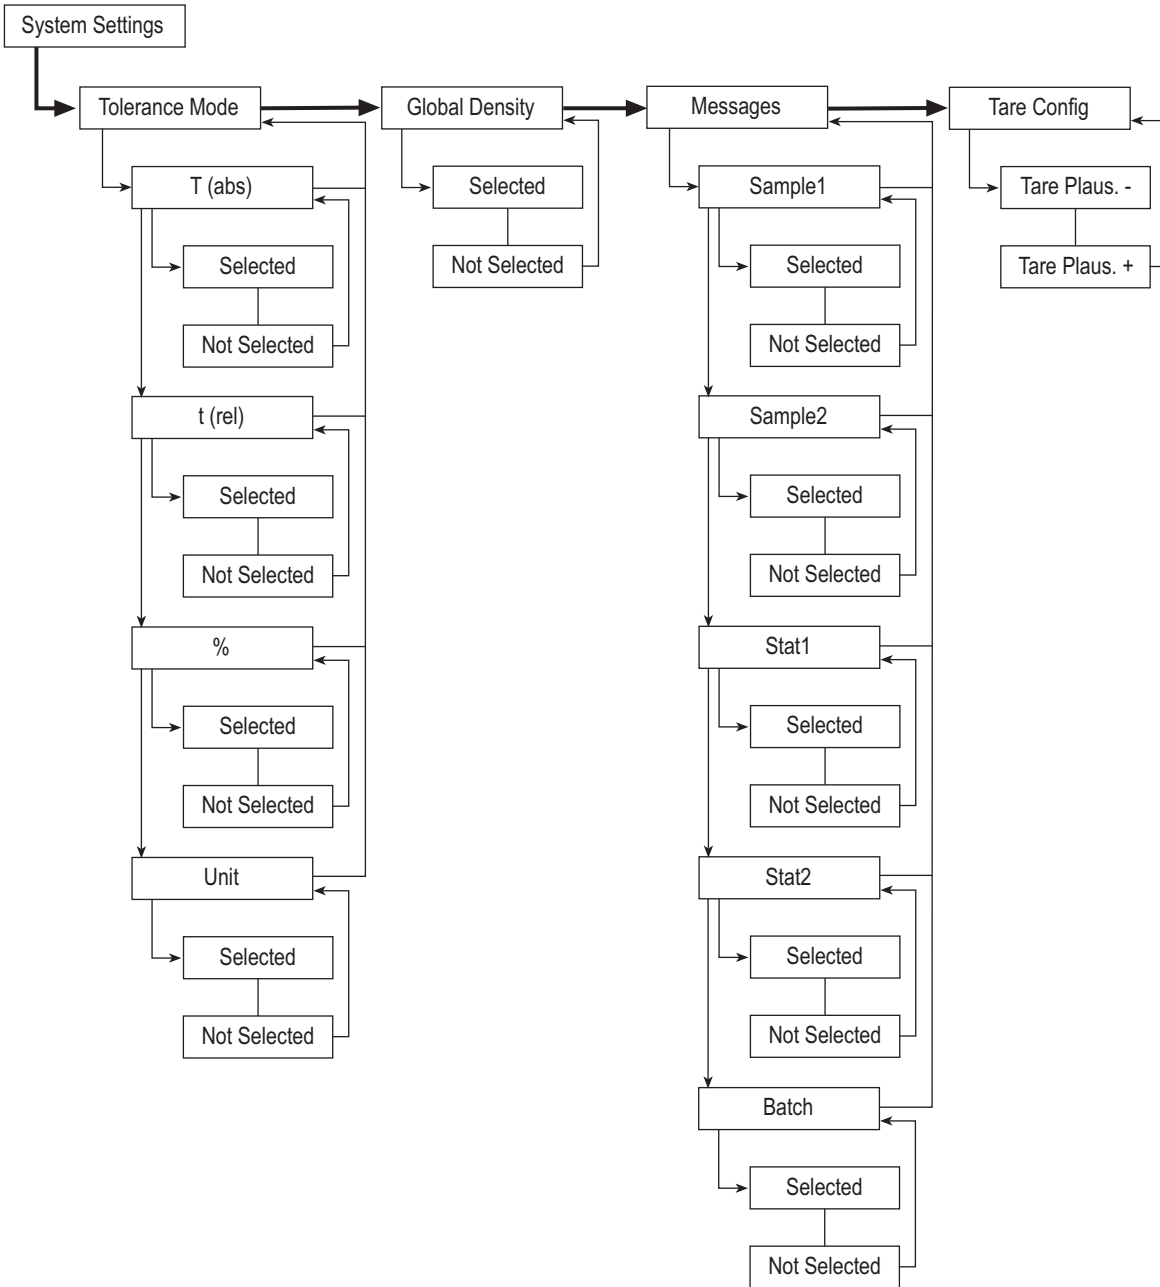 System Settings
Tolerance Mode
T (abs)
Selected
Not Selected
t (rel)
Selected
Not Selected
%
Selected
Not Selected
Unit
Selected
Not Selected
Global Density
Selected
Not Selected
Messages
Sample1
Selected
Not Selected
Sample2
Selected
Not Selected
Stat1
Selected
Not Selected
Stat2
Selected
Not Selected
Batch
Selected
Not Selected
Tare Config
Tare Plaus. -
Tare Plaus. +